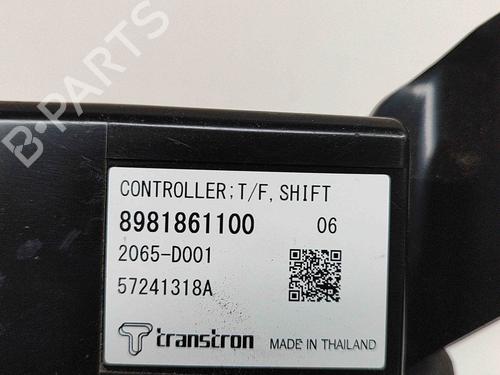 B-PARTS
CONTROLLER;T/F,SHIFT
8981861100 06
2065-D001
57241318A
transtron MADE IN THAILAND